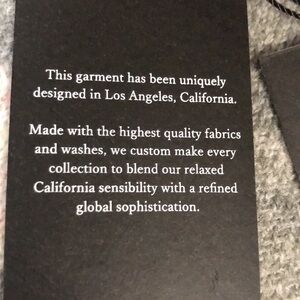 This garment has been uniquely
designed in Los Angeles, California.
Made with the highest quality fabrics
and washes, we custom make every
collection to blend our relaxed
California sensibility with a refined
global sophistication.